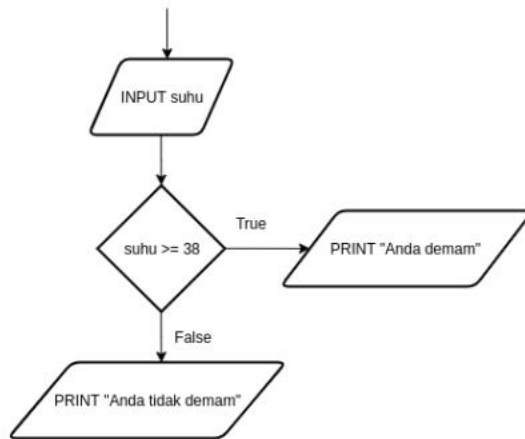 INPUT suhu
True
suhu >= 38
PRINT "Anda demam"
False
PRINT "Anda tidak demam"